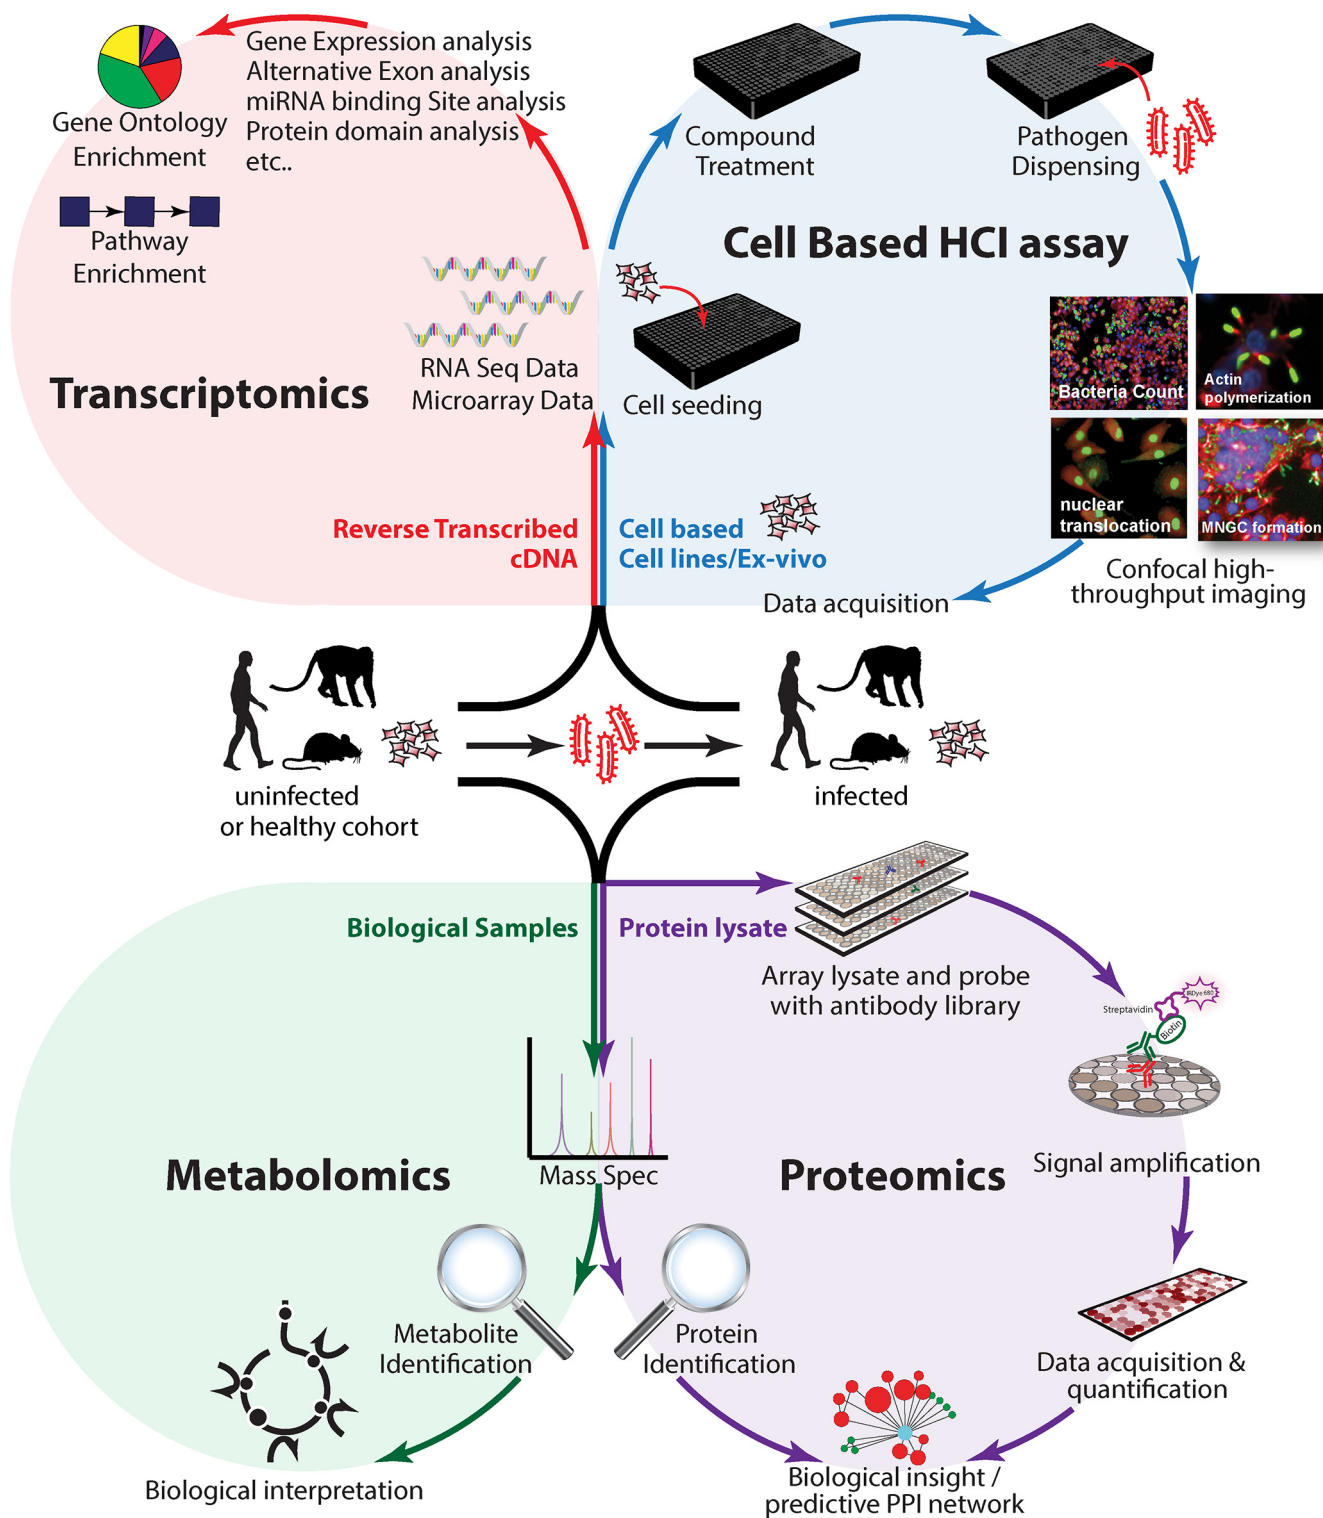 Gene Expression analysis
Alternative Exon analysis
miRNA binding Site analysis
Protein domain analysis
etc..
Gene Ontology
Enrichment
Pathway
Enrichment
RNA Seq Data
Microarray Data
Transcriptomics
Reverse Transcribed
cDNA
Compound
Treatment
Pathogen
Dispensing
Cell Based HCI assay
Cell seeding
Bacteria Count
Actin
polymerization
nuclear
translocation
MNGC formation
Confocal high-
throughput imaging
Cell based
Cell lines/Ex-vivo
Data acquisition
uninfected
or healthy cohort
infected
Biological Samples
Protein lysate
Array lysate and probe
with antibody library
Streptavidin
IRDye 680
Biotin
Signal amplification
Mass Spec
Metabolomics
Proteomics
Metabolite
Identification
Protein
Identification
Data acquisition &
quantification
Biological interpretation
Biological insight /
predictive PPI network